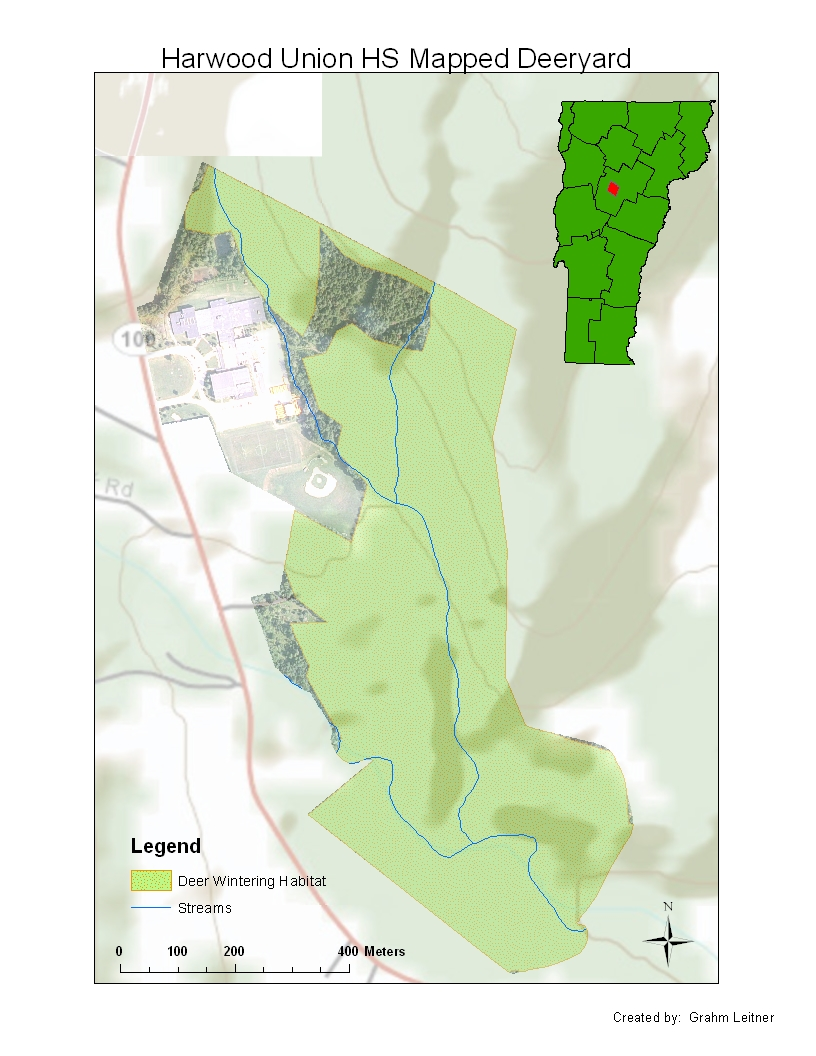 Harwood Union HS Mapped Deeryard
100
Rd
Legend
Deer Wintering Habitat
Streams
0 100 200 400 Meters
N
Created by: Grahm Leitner